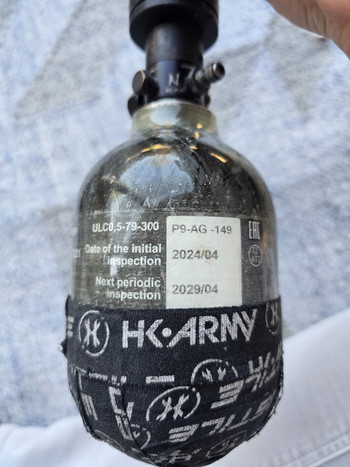 N
ULC0,5-79-300 P9-AG -149
Date of the initial inspection 2024/04
Next periodic inspection 2029/04
EAC
HK ARMY